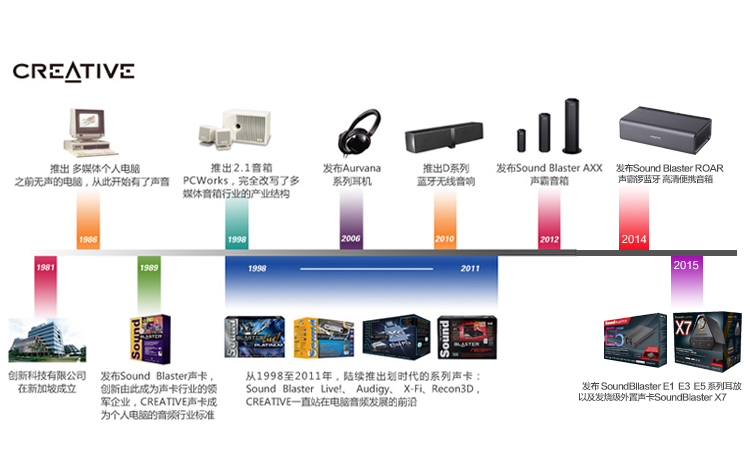 CREATIVE
推出 多媒体个人电脑
之前无声的电脑，从此开始有了声音
推出2.1音箱
PCWorks，完全改写了多
媒体音箱行业的产业结构
发布Aurvana
系列耳机
推出D系列
蓝牙无线音响
发布Sound Blaster AXX
声霸音箱
发布Sound Blaster ROAR
声霸锣蓝牙 高清便携音箱
1986
1998
2006
2010
2012
2014
1981
1989
1998
2011
2015
Sound BLASTER
Sound BLASTER Live! PLATINUM
Sound
Sound
Sound BLASTER
SoundBLASTER
E5
X7
创新科技有限公司
在新加坡成立
发布Sound Blaster声卡，
创新由此成为声卡行业的领
军企业，CREATIVE声卡成
为个人电脑的音频行业标准
从1998至2011年，陆续推出划时代的系列声卡：
Sound Blaster Live!、Audigy、X-Fi、Recon3D，
CREATIVE一直站在电脑音频发展的前沿
发布 SoundBllaster E1 E3 E5 系列耳放
以及发烧级外置声卡SoundBlaster X7